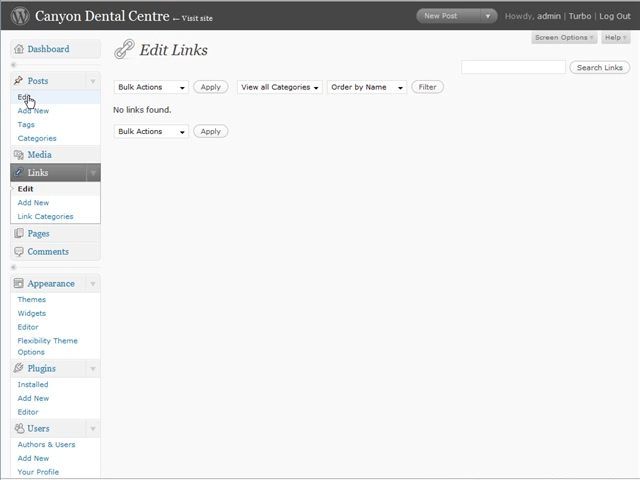 Canyon Dental Centre ← Visit site
New Post
Howdy, admin | Turbo | Log Out
Screen Options
Help
Dashboard
Edit Links
Search Links
Posts
Edit
Add New
Tags
Categories
Bulk Actions
Apply
View all Categories
Order by Name
Filter
No links found.
Bulk Actions
Apply
Media
Links
Edit
Add New
Link Categories
Pages
Comments
Appearance
Themes
Widgets
Editor
Flexibility Theme
Options
Plugins
Installed
Add New
Editor
Users
Authors & Users
Add New
Your Profile